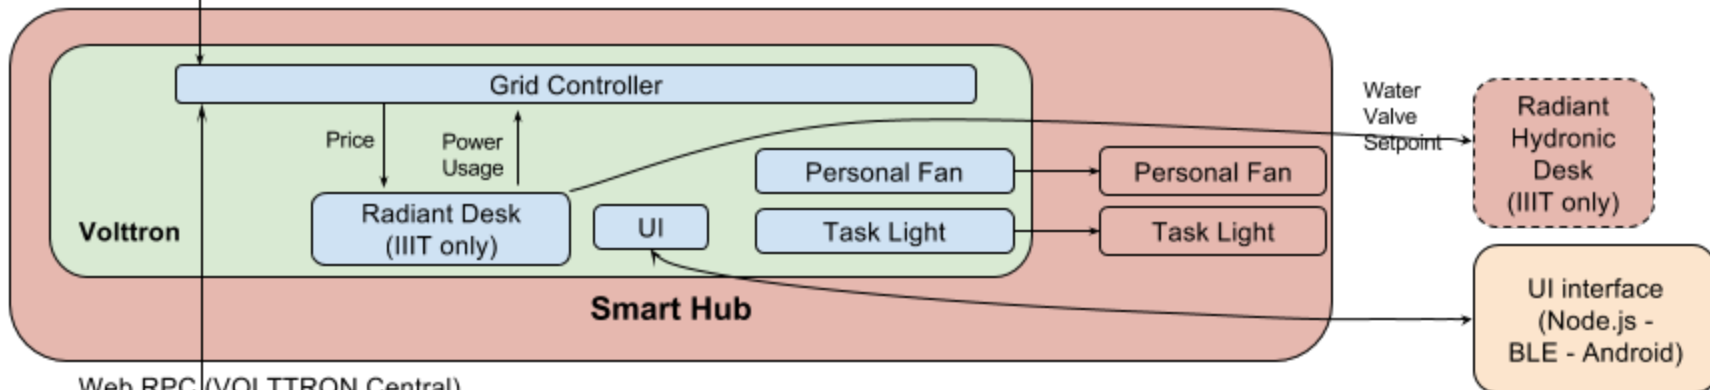 Grid Controller
Price
Power
Usage
Water
Valve
Setpoint
Radiant
Hydronic
Desk
(IIIT only)
Personal Fan
Personal Fan
Radiant Desk
(IIIT only)
UI
Task Light
Task Light
Volttron
Smart Hub
UI interface
(Node.js -
BLE - Android)
Web RPC (VOLTTRON Central)